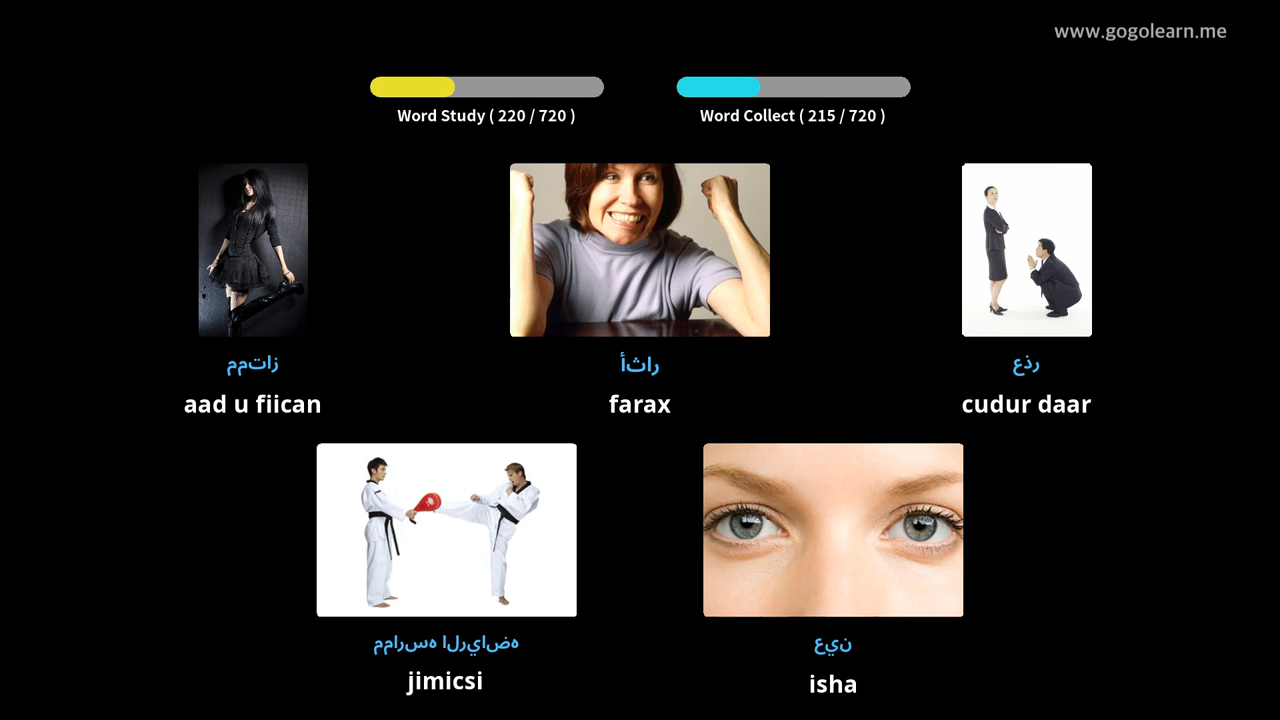 www.gogolearn.me
Word Study ( 220 / 720 )
Word Collect ( 215 / 720 )
ممتاز
أثار
عذر
aad u fiican
farax
cudur daar
ممارسه الرياضه
عين
jimicsi
isha